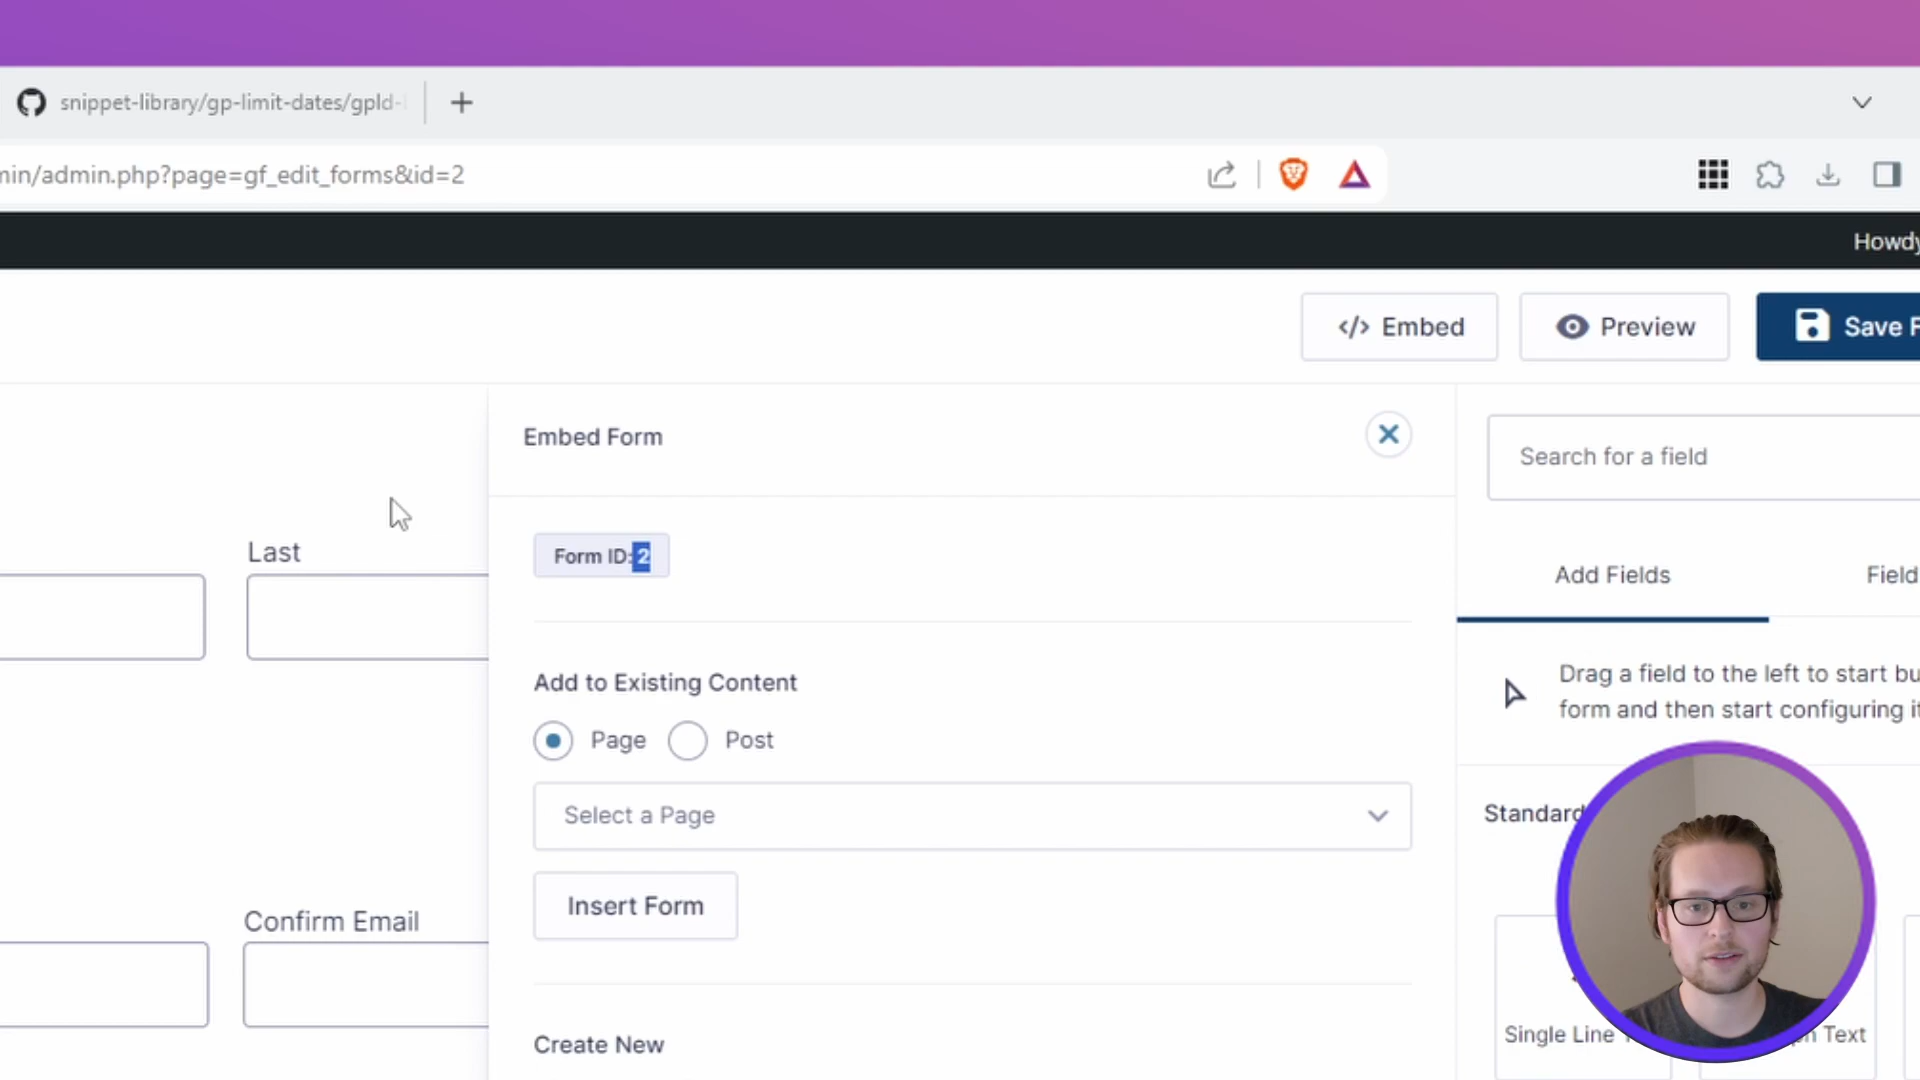 snippet-library/gp-limit-dates/gpld-
min/admin.php?page=gf_edit_forms&id=2
Howdy
</> Embed
Preview
Save F
Embed Form
Search for a field
Form ID: 2
Last
Add Fields
Field
Add to Existing Content
Drag a field to the left to start bu
form and then start configuring i
Page
Post
Select a Page
Standard
Insert Form
Confirm Email
Single Line
Text
Create New